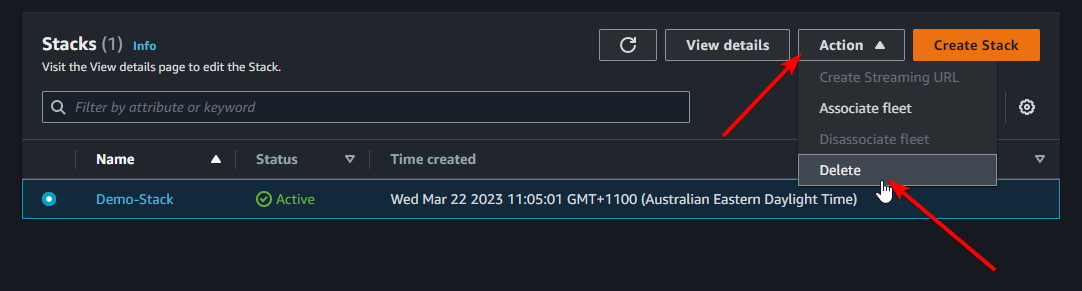 Stacks (1) Info
View details
Action
Create Stack
Visit the View details page to edit the Stack.
Create Streaming URL
Associate fleet
Disassociate fleet
Delete
Filter by attribute or keyword
Name Status Time created
Demo-Stack Active Wed Mar 22 2023 11:05:01 GMT+1100 (Australian Eastern Daylight Time)